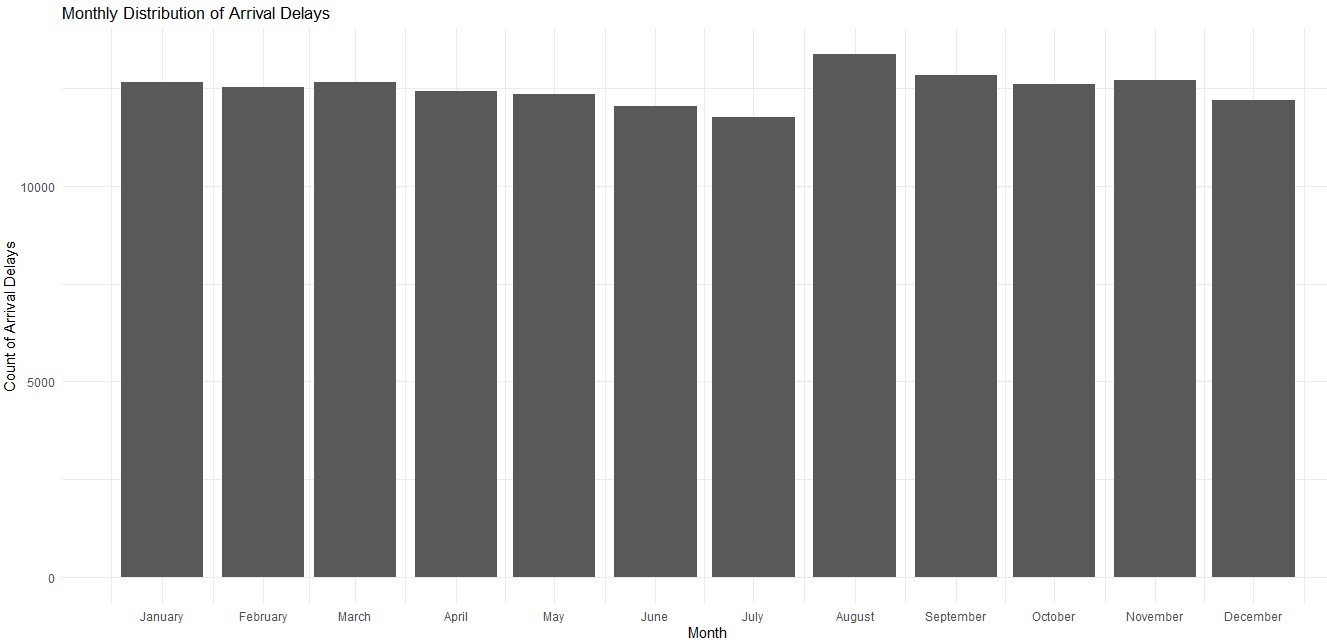 Monthly Distribution of Arrival Delays
Count of Arrival Delays
10000
5000
0
January February March April May June July August September October November December
Month